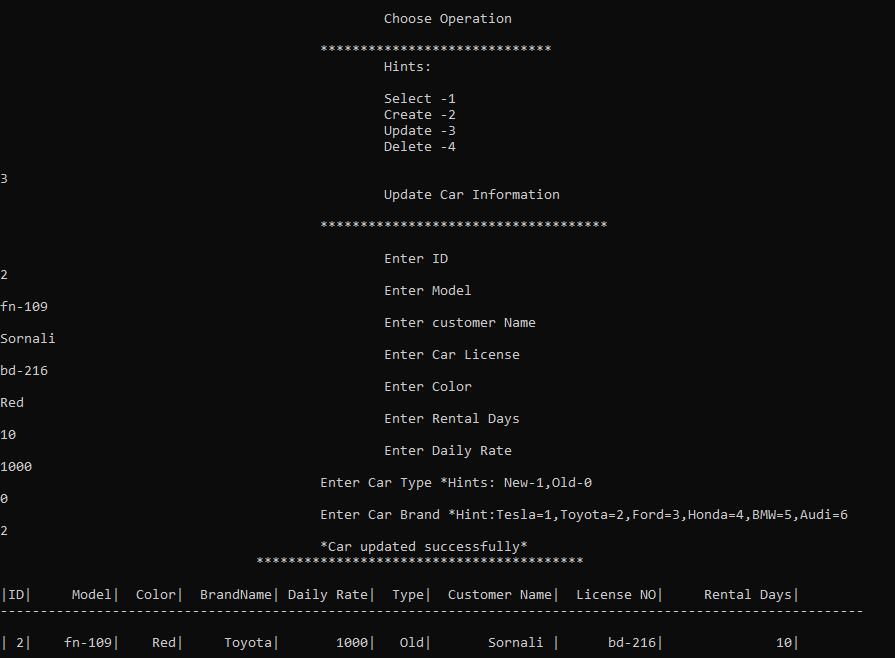 Choose Operation
*****************************
Hints:
Select -1
Create -2
Update -3
Delete -4
3
Update Car Information
************************************
Enter ID
2
Enter Model
fn-109
Enter customer Name
Sornali
Enter Car License
bd-216
Enter Color
Red
Enter Rental Days
10
Enter Daily Rate
1000
Enter Car Type *Hints: New-1,Old-0
0
Enter Car Brand *Hint:Tesla=1,Toyota=2,Ford=3,Honda=4,BMW=5,Audi=6
2
*Car updated successfully*
*****************************************
|ID|     Model|  Color|  BrandName| Daily Rate|  Type|  Customer Name|  License NO|     Rental Days|
------------------------------------------------------------------------------------------------------------
| 2|    fn-109|    Red|     Toyota|       1000|   Old|       Sornali |      bd-216|              10|